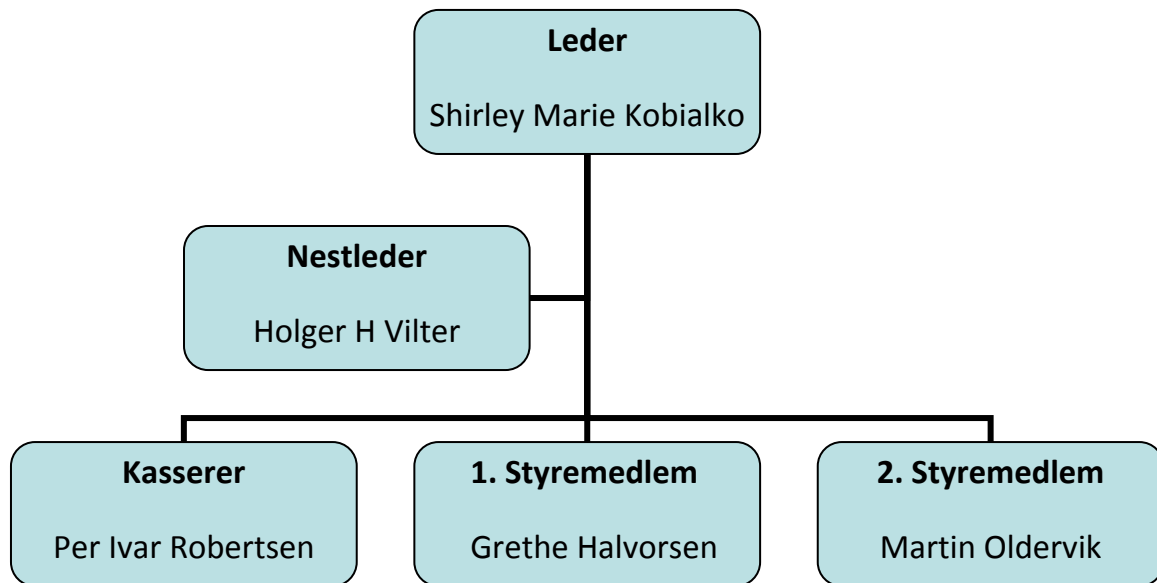 Leder
Shirley Marie Kobialko
Nestleder
Holger H Vilter
Kasserer
Per Ivar Robertsen
1. Styremedlem
Grethe Halvorsen
2. Styremedlem
Martin Oldervik